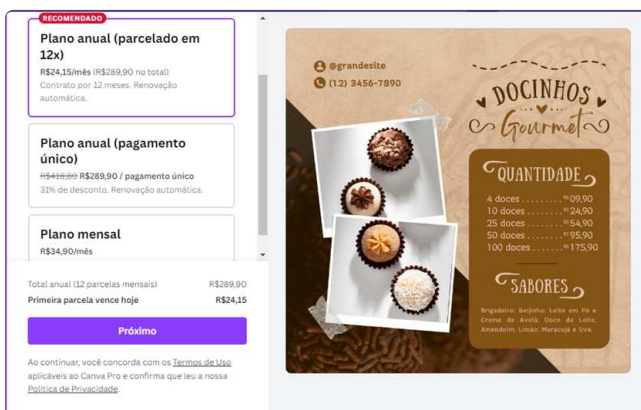 RECOMENDADO
Plano anual (parcelado em
12x)
R$24,15/mês (R$289,90 no total)
Contrato por 12 meses. Renovação
automática.
Plano anual (pagamento
único)
R$418,80 R$289,90 / pagamento único
31% de desconto. Renovação automática.
Plano mensal
R$34,90/mês
Total anual (12 parcelas mensais) R$289,90
Primeira parcela vence hoje R$24,15
Próximo
Ao continuar, você concorda com os Termos de Uso
aplicáveis ao Canva Pro e confirma que leu a nossa
Política de Privacidade.
@grandesite
(12) 3456-7890
DOCINHOS
Gourmet
QUANTIDADE
4 doces ........ R$ 09,90
10 doces ....... R$ 24,90
25 doces ....... R$ 54,90
50 doces ....... R$ 95,90
100 doces ...... R$ 175,90
SABORES
Brigadeiro; Beijinho; Leite em Pó e
Creme de Avelã; Doce de Leite;
Amendoim; Limão; Maracujá e Uva.